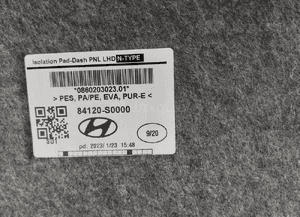 Isolation Pad-Dash PNL LHD N-TYPE
*0860203023.01*
> PES, PA/PE, EVA, PUR-E <
84120-S0000
9/20
S01
pd. 2023/1/23 15:48